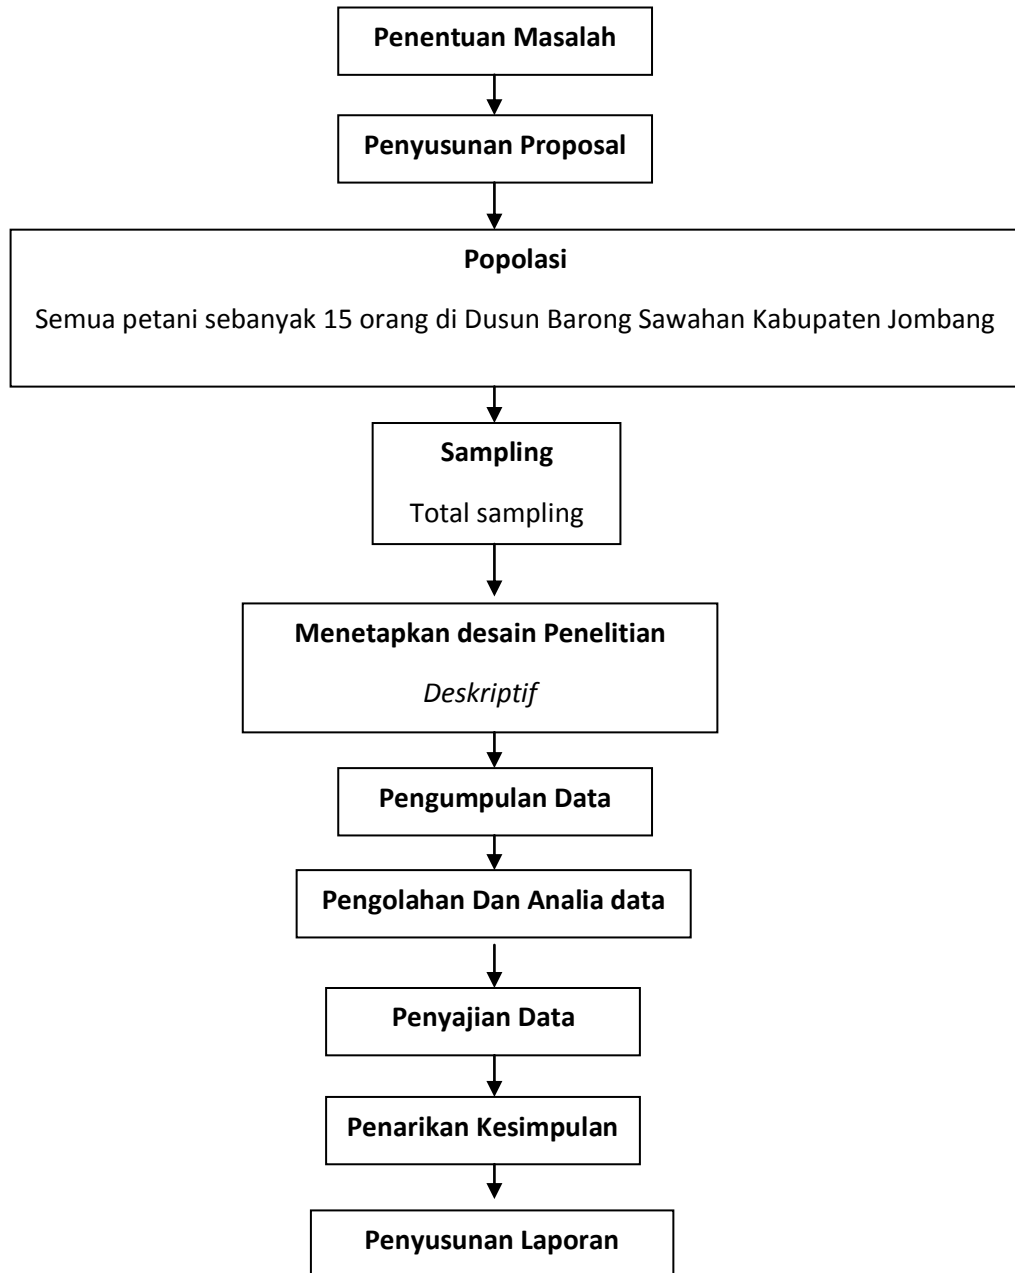 Penentuan Masalah
Penyusunan Proposal
Popolasi
Semua petani sebanyak 15 orang di Dusun Barong Sawahan Kabupaten Jombang
Sampling
Total sampling
Menetapkan desain Penelitian
Deskriptif
Pengumpulan Data
Pengolahan Dan Analia data
Penyajian Data
Penarikan Kesimpulan
Penyusunan Laporan